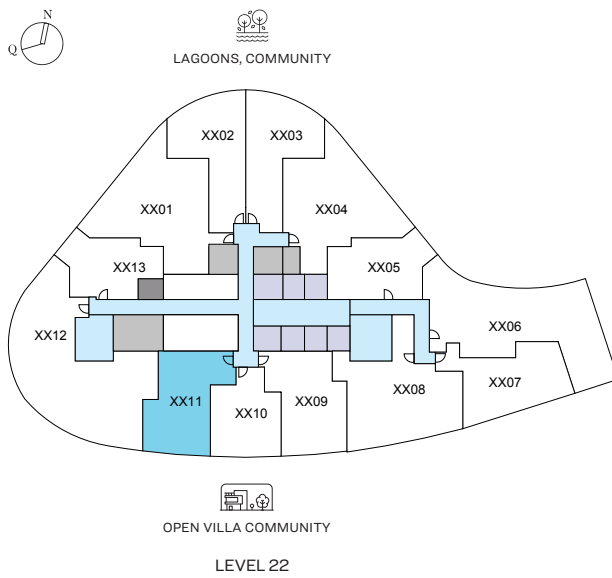 N
Q
LAGOONS, COMMUNITY
XX02
XX03
XX01
XX04
XX13
XX05
XX12
XX06
XX11
XX10
XX09
XX08
XX07
OPEN VILLA COMMUNITY
LEVEL 22